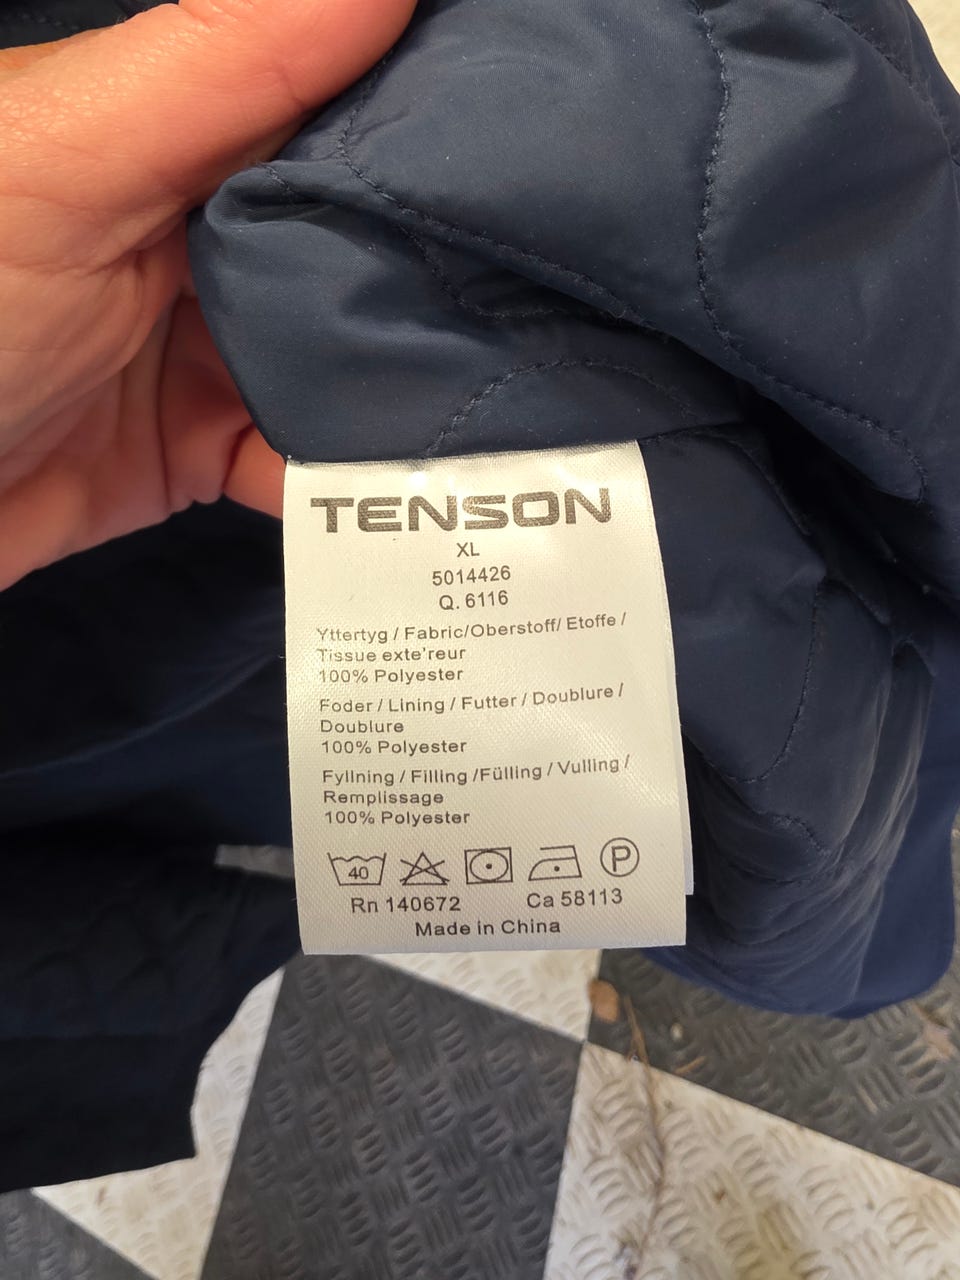 TENSON
XL
5014426
Q. 6116
Yttertyg / Fabric/Oberstoff/ Etoffe /
Tissue exte'reur
100% Polyester
Foder / Lining / Futter / Doublure /
Doublure
100% Polyester
Fyllning / Filling /Fülling / Vulling /
Remplissage
100% Polyester
40 P
Rn 140672 Ca 58113
Made in China